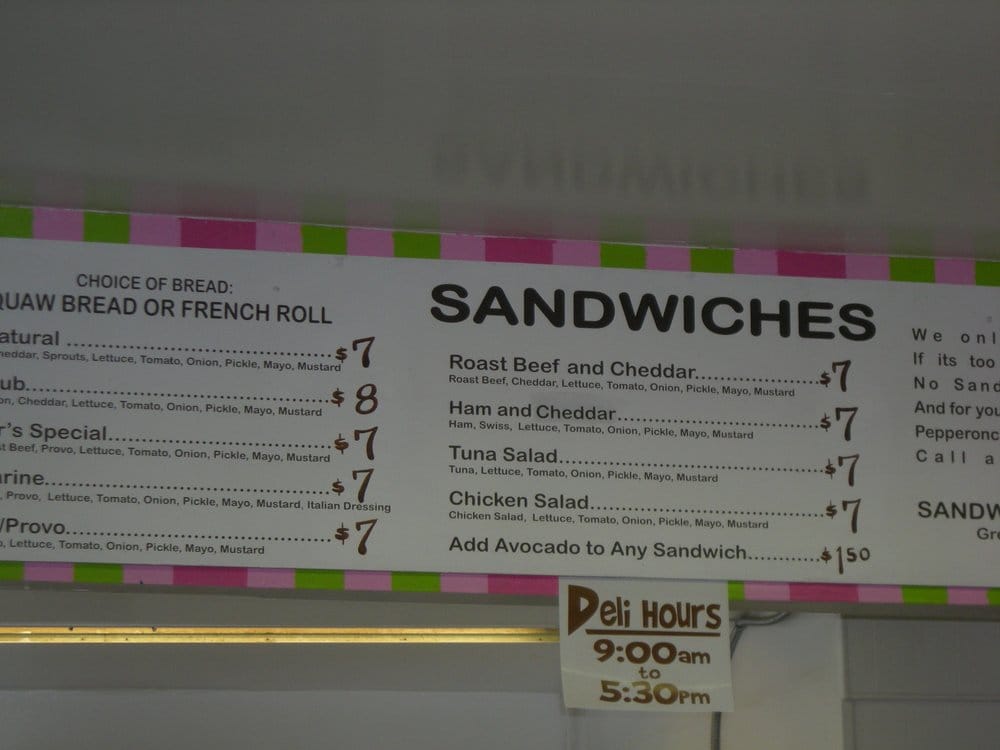 CHOICE OF BREAD:
QUAW BREAD OR FRENCH ROLL
atural ........ $7
heddar, Sprouts, Lettuce, Tomato, Onion, Pickle, Mayo, Mustard
ub........ $8
on, Cheddar, Lettuce, Tomato, Onion, Pickle, Mayo, Mustard
r's Special........ $7
st Beef, Provo, Lettuce, Tomato, Onion, Pickle, Mayo, Mustard
arine........ $7
, Provo, Lettuce, Tomato, Onion, Pickle, Mayo, Mustard, Italian Dressing
/Provo........ $7
o, Lettuce, Tomato, Onion, Pickle, Mayo, Mustard
SANDWICHES
Roast Beef and Cheddar........ $7
Roast Beef, Cheddar, Lettuce, Tomato, Onion, Pickle, Mayo, Mustard
Ham and Cheddar........ $7
Ham, Swiss, Lettuce, Tomato, Onion, Pickle, Mayo, Mustard
Tuna Salad........ $7
Tuna, Lettuce, Tomato, Onion, Pickle, Mayo, Mustard
Chicken Salad........ $7
Chicken Salad, Lettuce, Tomato, Onion, Pickle, Mayo, Mustard
Add Avocado to Any Sandwich........ $1.50
We onl
If its too
No Sand
And for you
Pepperonc
Call a
SANDW
Gre
Deli Hours
9:00am
to
5:30pm